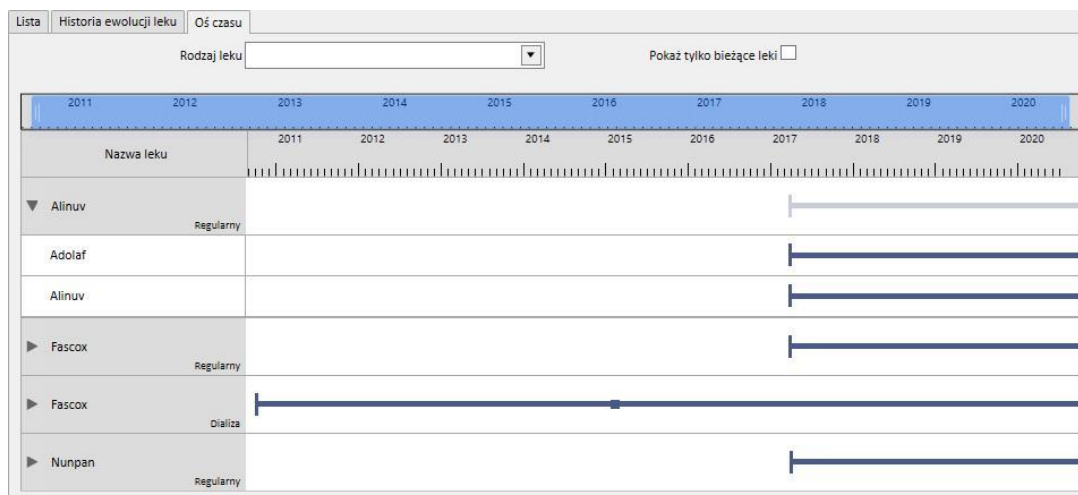 Lista Historia ewolucji leku Oś czasu
Rodzaj leku Pokaż tylko bieżące leki
2011 2012 2013 2014 2015 2016 2017 2018 2019 2020
Nazwa leku 2011 2012 2013 2014 2015 2016 2017 2018 2019 2020
Alinuv
Regularny
Adolaf
Alinuv
Fascox
Regularny
Fascox
Dializa
Nunpan
Regularny